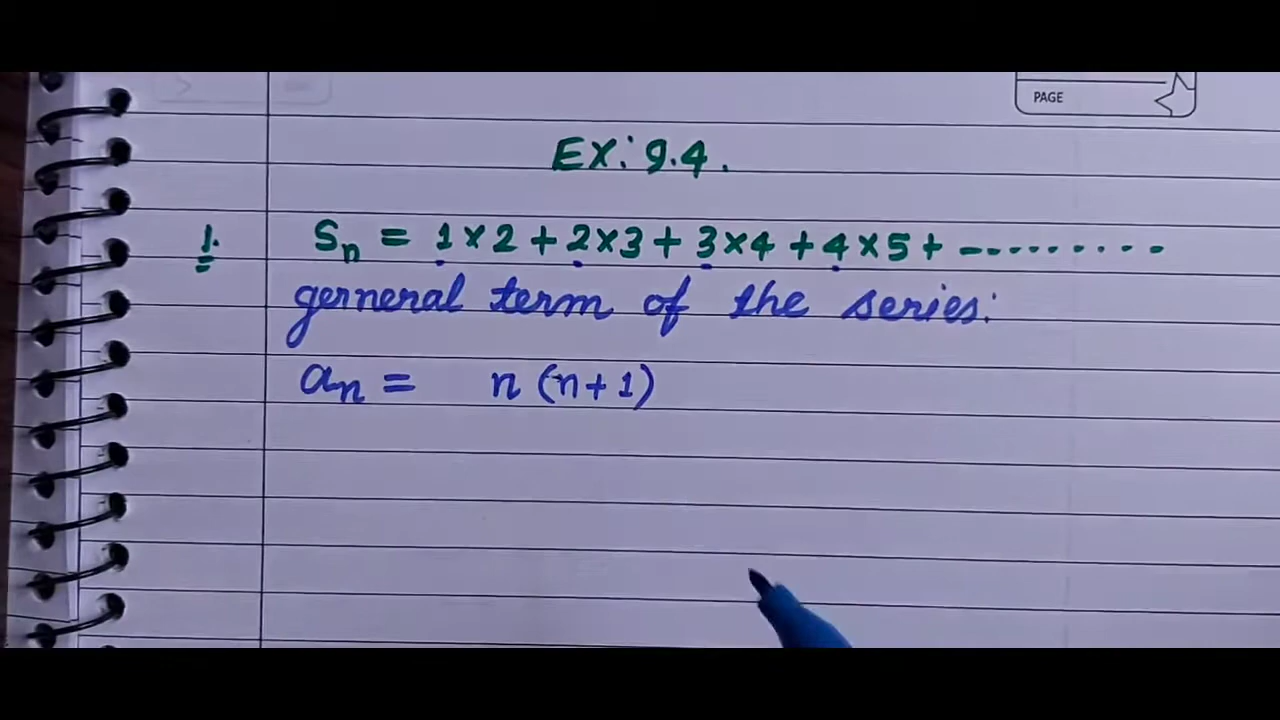 PAGE
EX: 9.4.
1. Sn = 1×2 + 2×3 + 3×4 + 4×5 + ---------
gerneral term of the series:
an = n (n+1)